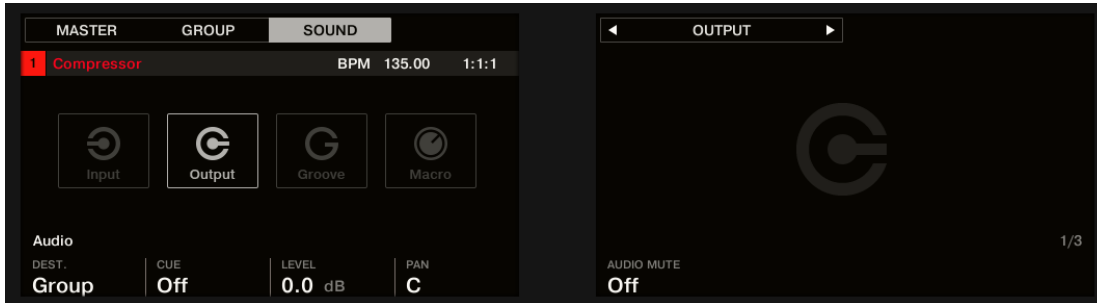 MASTER GROUP SOUND
1 Compressor BPM 135.00 1:1:1
Input Output Groove Macro
Audio
DEST. CUE LEVEL PAN
Group Off 0.0 dB C
OUTPUT
1/3
AUDIO MUTE
Off